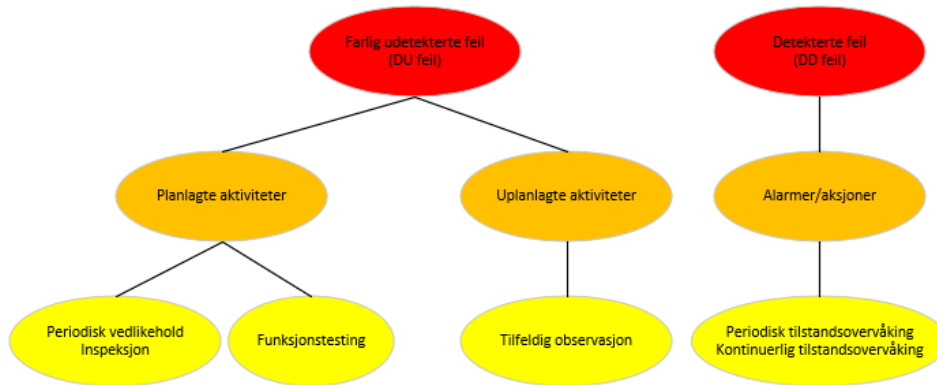 Farlig udetekterte feil
(DU feil)
Detekterte feil
(DD feil)
Planlagte aktiviteter
Uplanlagte aktiviteter
Alarmer/aksjoner
Periodisk vedlikehold
Inspeksjon
Funksjonstesting
Tilfeldig observasjon
Periodisk tilstandsovervåking
Kontinuerlig tilstandsovervåking